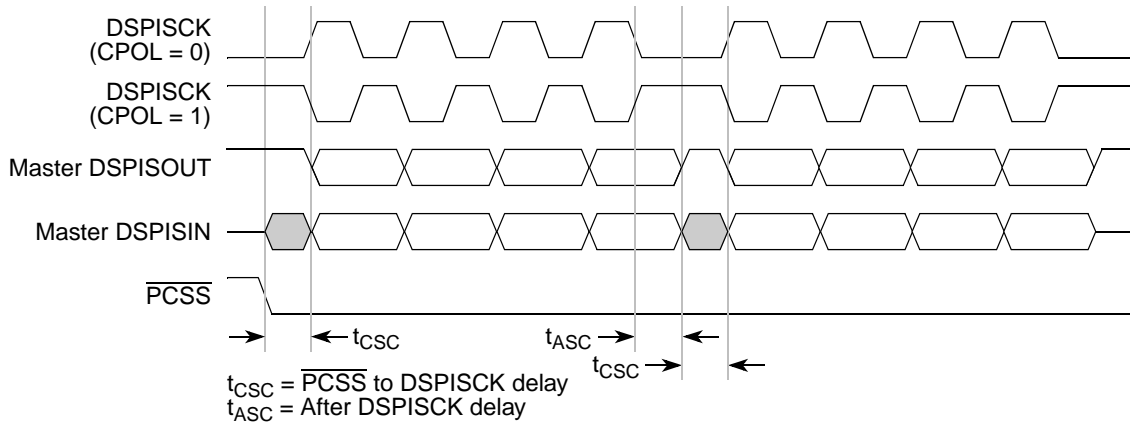 DSPISCK
(CPOL = 0)
DSPISCK
(CPOL = 1)
Master DSPISOUT
Master DSPISIN
PCSS
tCSC
tASC
tCSC
tCSC = PCSS to DSPISCK delay
tASC = After DSPISCK delay